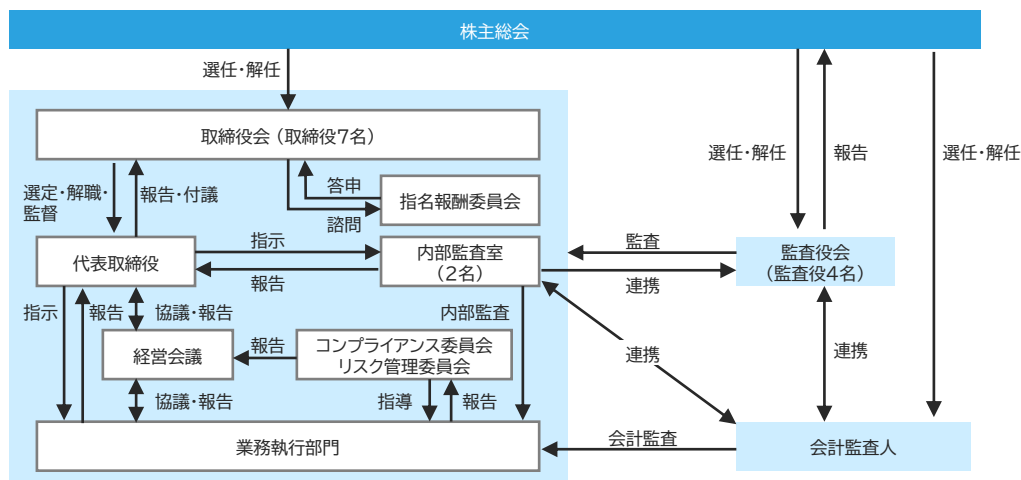 株主総会
選任・解任
取締役会（取締役7名）
選任・解任
報告
選任・解任
選定・解職・
監督
報告・付議
答申
諮問
指名報酬委員会
代表取締役
指示
報告
内部監査室
（2名）
監査
連携
監査役会
（監査役4名）
指示
報告
協議・報告
内部監査
経営会議
報告
コンプライアンス委員会
リスク管理委員会
連携
連携
協議・報告
指導
報告
業務執行部門
会計監査
会計監査人